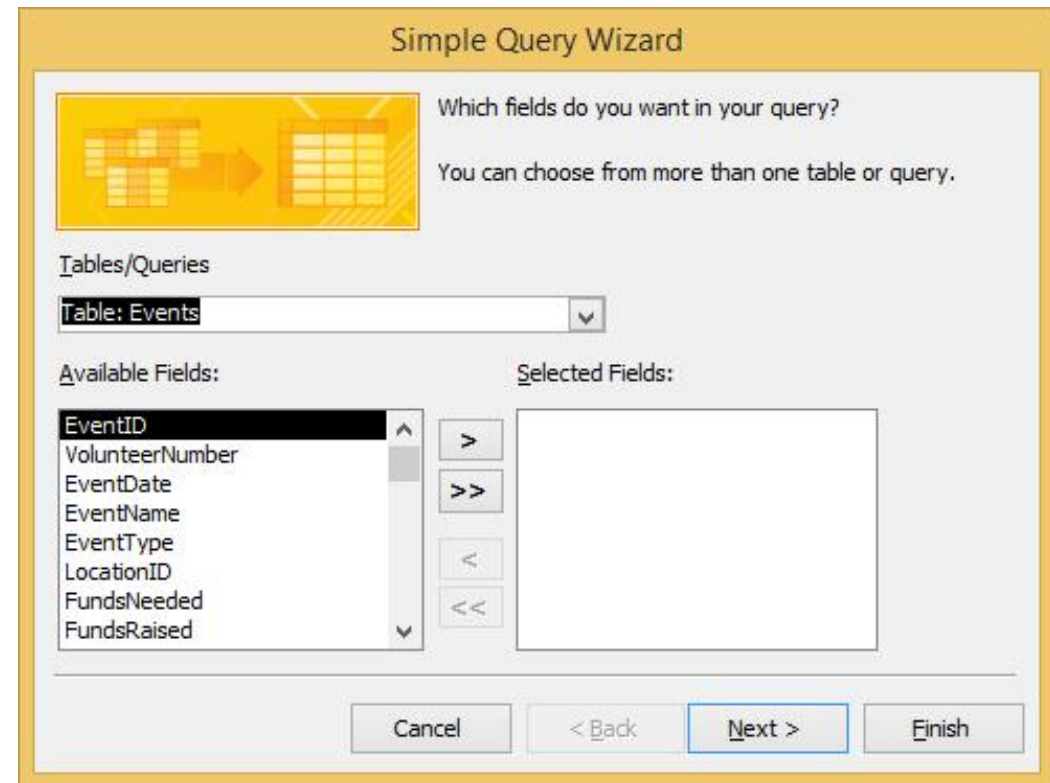 Simple Query Wizard
Which fields do you want in your query?
You can choose from more than one table or query.
Tables/Queries
Table: Events
Available Fields:
Selected Fields:
EventID
VolunteerNumber
EventDate
EventName
EventType
LocationID
FundsNeeded
FundsRaised
>
>>
<
<<
Cancel
< Back
Next >
Finish